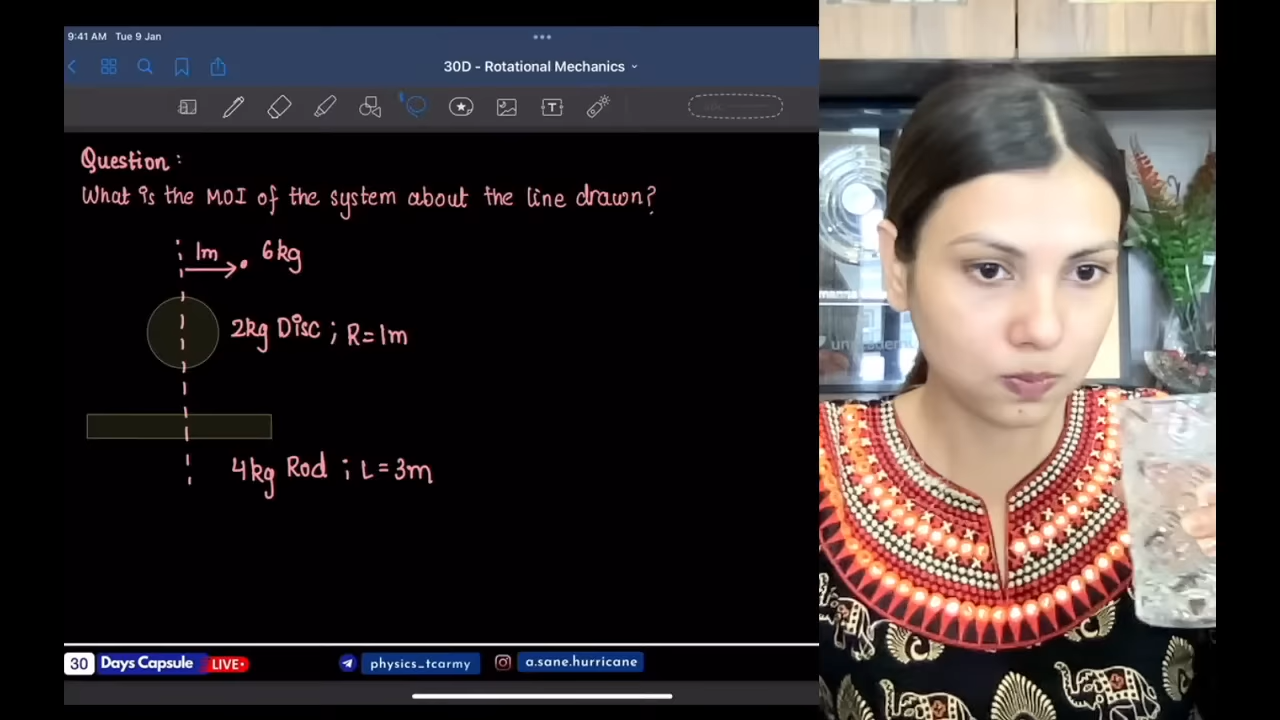 9:41 AM Tue 9 Jan
30D - Rotational Mechanics
Question :
What is the MOI of the system about the line drawn?
1m 6kg
2kg Disc ; R=1m
4kg Rod ; L=3m
30 Days Capsule LIVE
physics_tcarmy a.sane.hurricane